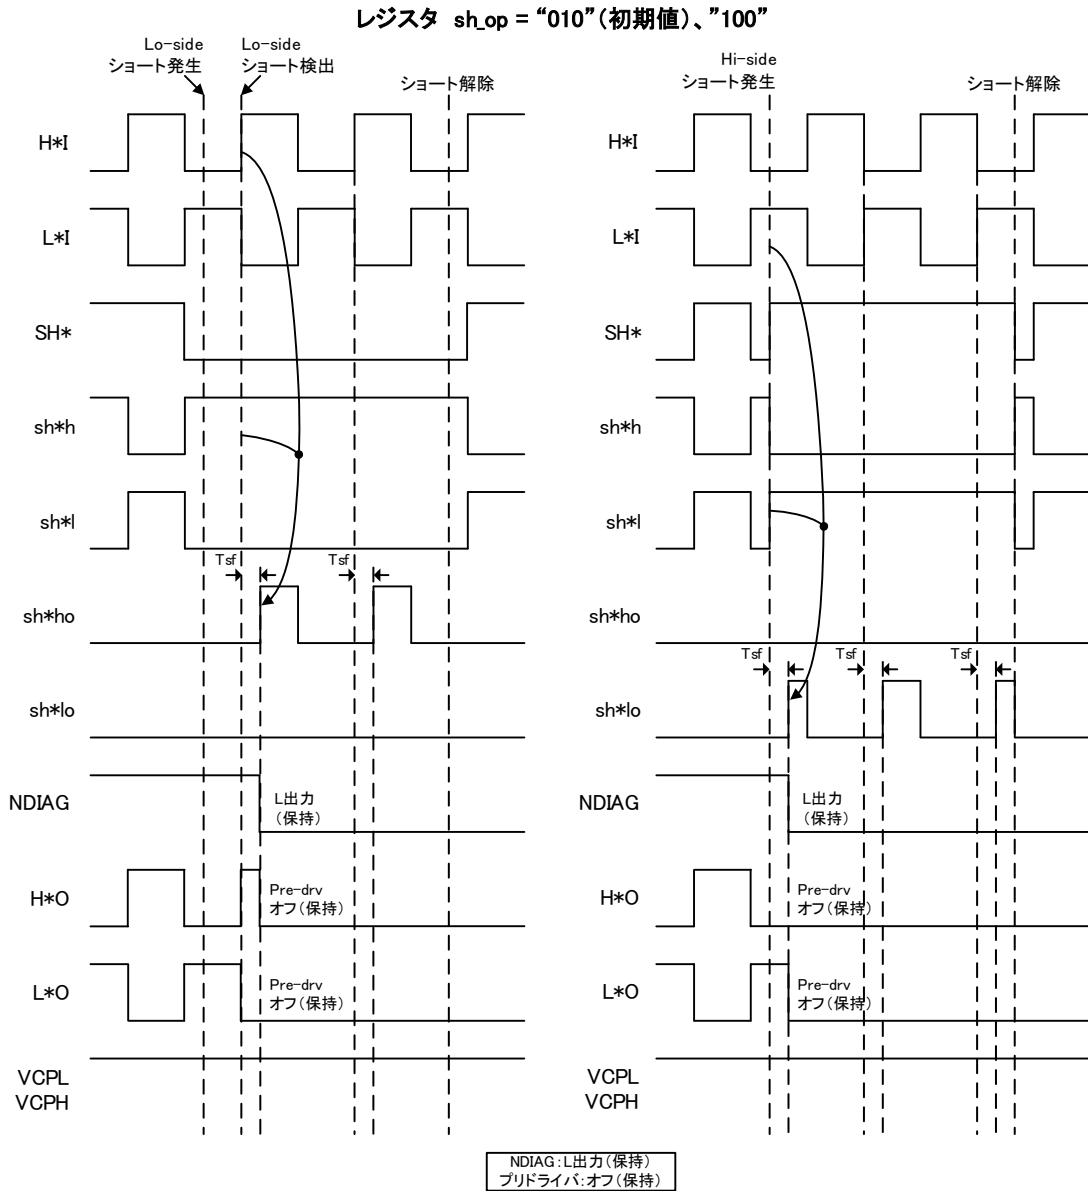 レジスタ sh_op = “010”(初期値)、”100”
Lo-side
ショート発生
Lo-side
ショート検出
ショート解除
H*I
L*I
SH*
sh*h
sh*l
Tsf
Tsf
sh*ho
sh*lo
NDIAG
L出力
(保持)
H*O
Pre-drv
オフ(保持)
L*O
Pre-drv
オフ(保持)
VCPL
VCPH
Hi-side
ショート発生
ショート解除
H*I
L*I
SH*
sh*h
sh*l
sh*ho
Tsf
Tsf
Tsf
sh*lo
NDIAG
L出力
(保持)
H*O
Pre-drv
オフ(保持)
L*O
Pre-drv
オフ(保持)
VCPL
VCPH
NDIAG:L出力(保持)
プリドライバ:オフ(保持)